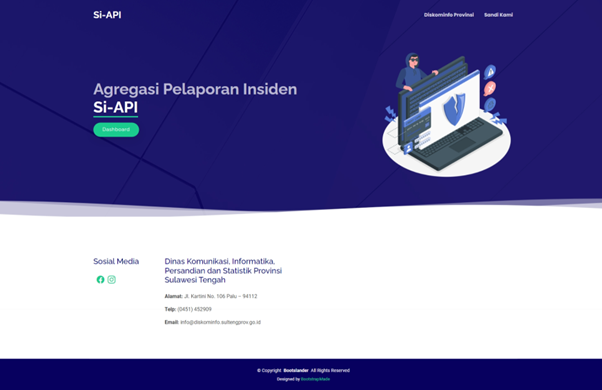 Si-API
Diskominfo Provinsi
Sandi Kami
Agregasi Pelaporan Insiden
Si-API
Dashboard
Sosial Media
Dinas Komunikasi, Informatika,
Persandian dan Statistik Provinsi
Sulawesi Tengah
Alamat: Jl. Kartini No. 106 Palu – 94112
Telp: (0451) 452909
Email: info@diskominfo.sultengprov.go.id
© Copyright Bootslander All Rights Reserved
Designed by BootstrapMade